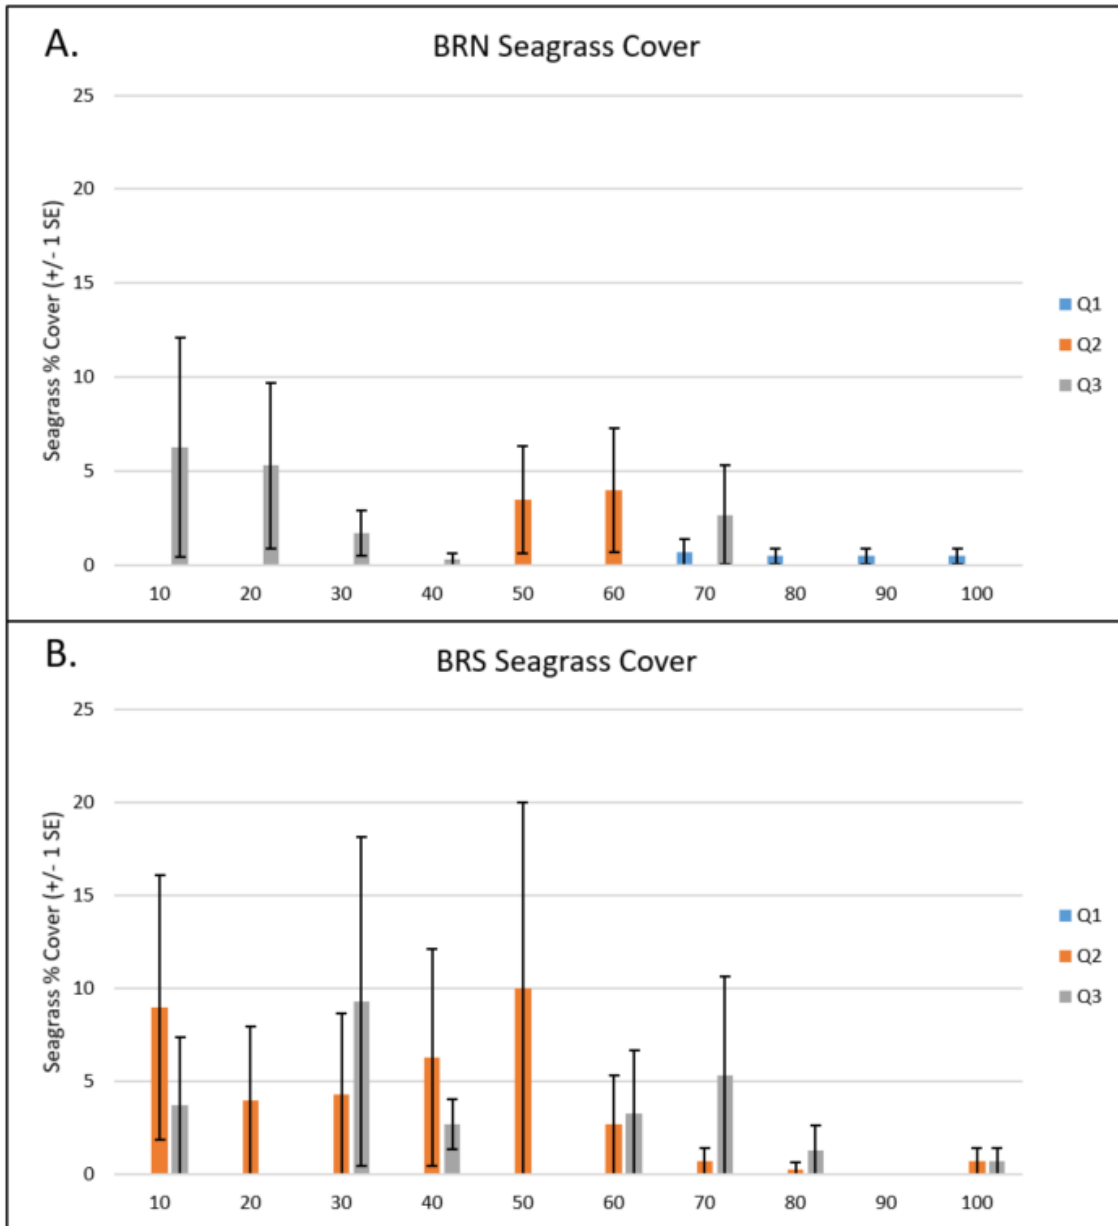 A.
BRN Seagrass Cover
Seagrass % Cover (+/- 1 SE)
25
20
15
10
5
0
10 20 30 40 50 60 70 80 90 100
Q1
Q2
Q3
B.
BRS Seagrass Cover
Seagrass % Cover (+/- 1 SE)
25
20
15
10
5
0
10 20 30 40 50 60 70 80 90 100
Q1
Q2
Q3